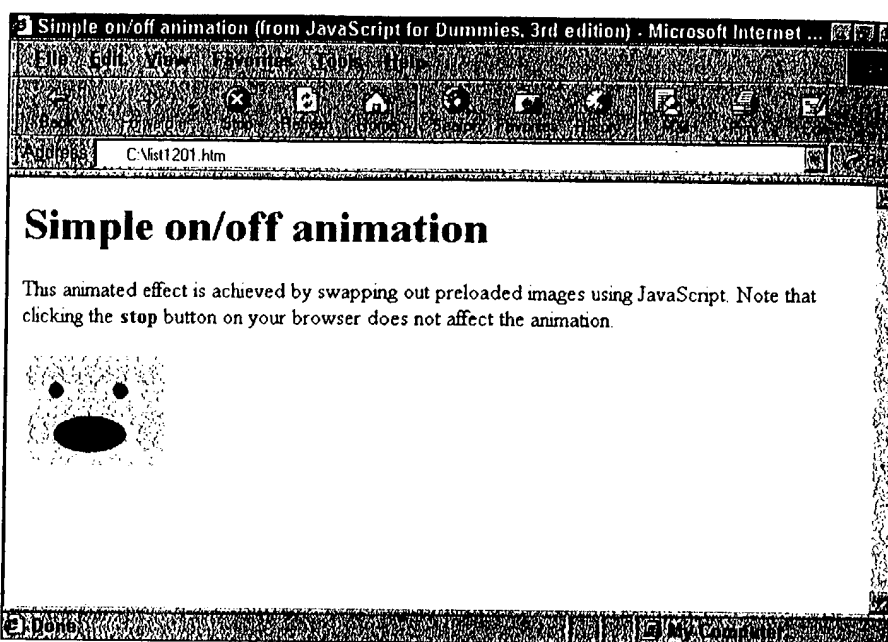 Simple on/off animation (from JavaScript for Dummies, 3rd edition) - Microsoft Internet ...
File Edit View Favorites Tools Help
Back Forward Stop Refresh Home Search Favorites History Mail Print
Address C:\list1201.htm
Simple on/off animation
This animated effect is achieved by swapping out preloaded images using JavaScript. Note that
clicking the stop button on your browser does not affect the animation.
Done My Computer